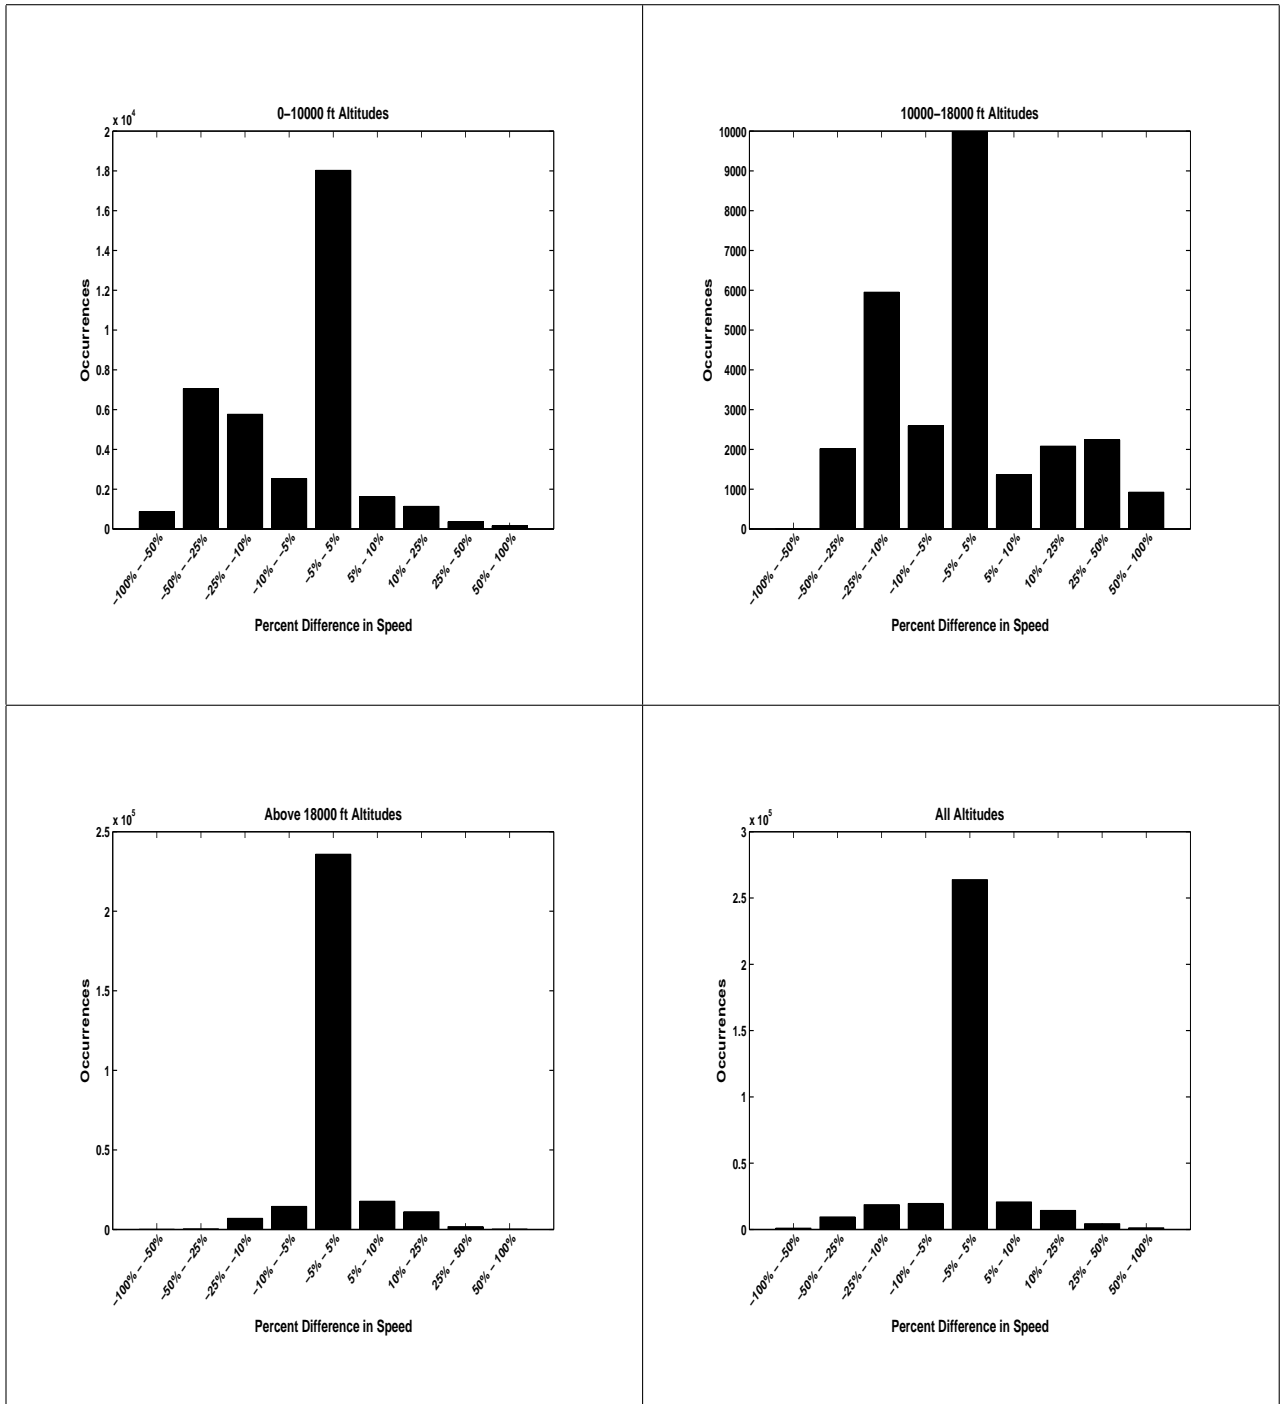 0–10000 ft Altitudes
x 10^4
2
1.8
1.6
1.4
1.2
1
0.8
0.6
0.4
0.2
0
Occurrences
–100% – –50%
–50% – –25%
–25% – –10%
–10% – –5%
–5% – 5%
5% – 10%
10% – 25%
25% – 50%
50% – 100%
Percent Difference in Speed
10000–18000 ft Altitudes
10000
9000
8000
7000
6000
5000
4000
3000
2000
1000
0
Occurrences
–100% – –50%
–50% – –25%
–25% – –10%
–10% – –5%
–5% – 5%
5% – 10%
10% – 25%
25% – 50%
50% – 100%
Percent Difference in Speed
Above 18000 ft Altitudes
x 10^5
2.5
2
1.5
1
0.5
0
Occurrences
–100% – –50%
–50% – –25%
–25% – –10%
–10% – –5%
–5% – 5%
5% – 10%
10% – 25%
25% – 50%
50% – 100%
Percent Difference in Speed
All Altitudes
x 10^5
3
2.5
2
1.5
1
0.5
0
Occurrences
–100% – –50%
–50% – –25%
–25% – –10%
–10% – –5%
–5% – 5%
5% – 10%
10% – 25%
25% – 50%
50% – 100%
Percent Difference in Speed